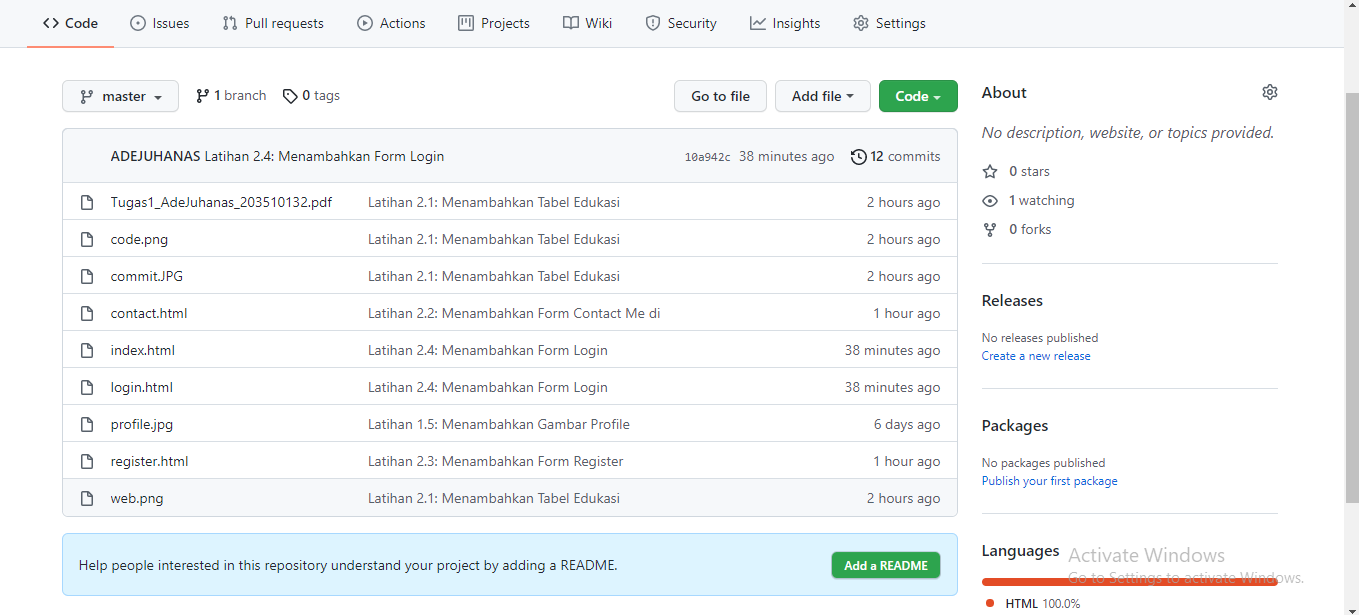 Code Issues Pull requests Actions Projects Wiki Security Insights Settings
master 1 branch 0 tags Go to file Add file Code
ADEJUHANAS Latihan 2.4: Menambahkan Form Login 10a942c 38 minutes ago 12 commits
Tugas1_AdeJuhanas_203510132.pdf Latihan 2.1: Menambahkan Tabel Edukasi 2 hours ago
code.png Latihan 2.1: Menambahkan Tabel Edukasi 2 hours ago
commit.JPG Latihan 2.1: Menambahkan Tabel Edukasi 2 hours ago
contact.html Latihan 2.2: Menambahkan Form Contact Me di 1 hour ago
index.html Latihan 2.4: Menambahkan Form Login 38 minutes ago
login.html Latihan 2.4: Menambahkan Form Login 38 minutes ago
profile.jpg Latihan 1.5: Menambahkan Gambar Profile 6 days ago
register.html Latihan 2.3: Menambahkan Form Register 1 hour ago
web.png Latihan 2.1: Menambahkan Tabel Edukasi 2 hours ago
Help people interested in this repository understand your project by adding a README. Add a README
About
No description, website, or topics provided.
0 stars
1 watching
0 forks
Releases
No releases published
Create a new release
Packages
No packages published
Publish your first package
Languages
HTML 100.0%
Activate Windows
Go to Settings to activate Windows.